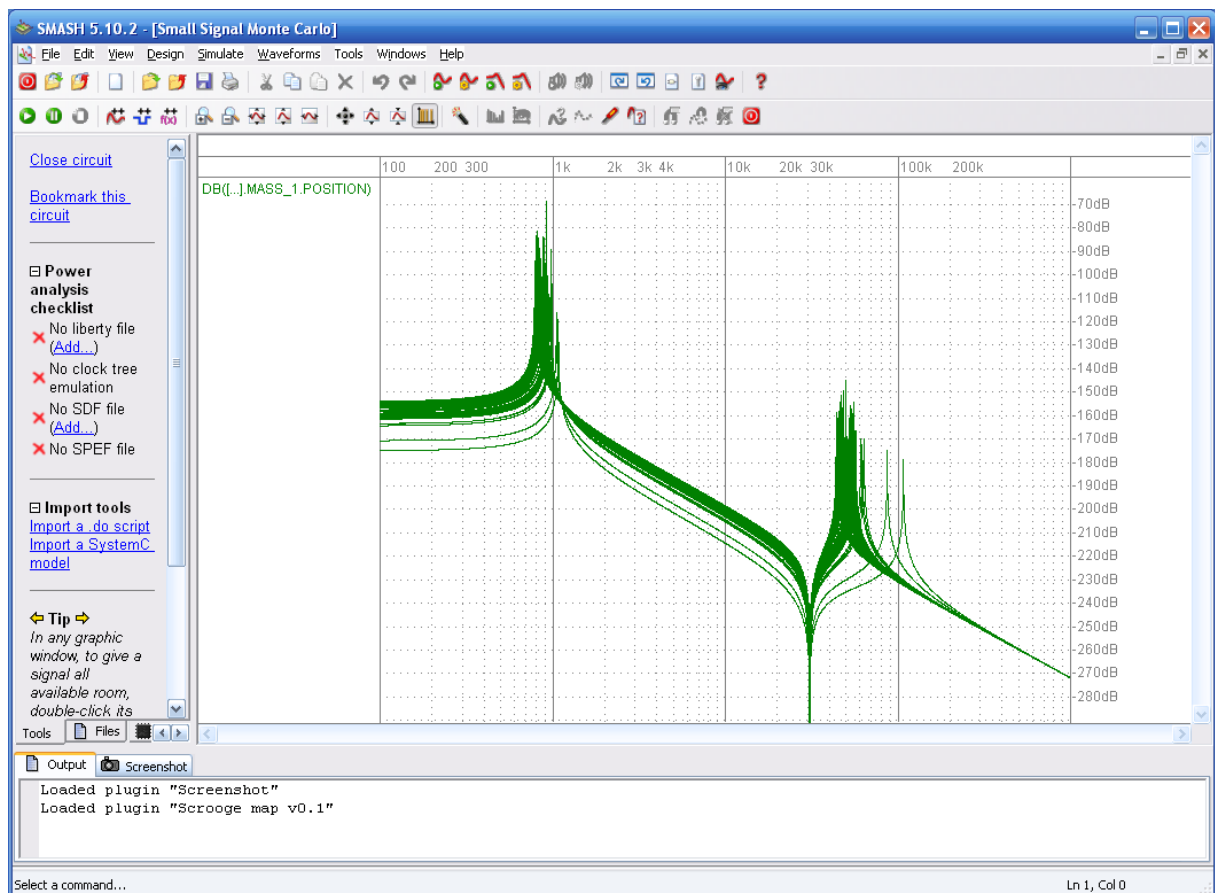 SMASH 5.10.2 - [Small Signal Monte Carlo]
File Edit View Design Simulate Waveforms Tools Windows Help
Close circuit
Bookmark this
circuit
Power
analysis
checklist
No liberty file
(Add...)
No clock tree
emulation
No SDF file
(Add...)
No SPEF file
Import tools
Import a .do script
Import a SystemC
model
Tip
In any graphic
window, to give a
signal all
available room,
double-click its
Tools Files
100 200 300 1k 2k 3k 4k 10k 20k 30k 100k 200k
DB([...].MASS_1.POSITION)
-70dB
-80dB
-90dB
-100dB
-110dB
-120dB
-130dB
-140dB
-150dB
-160dB
-170dB
-180dB
-190dB
-200dB
-210dB
-220dB
-230dB
-240dB
-250dB
-260dB
-270dB
-280dB
Output Screenshot
Loaded plugin "Screenshot"
Loaded plugin "Scrooge map v0.1"
Select a command... Ln 1, Col 0